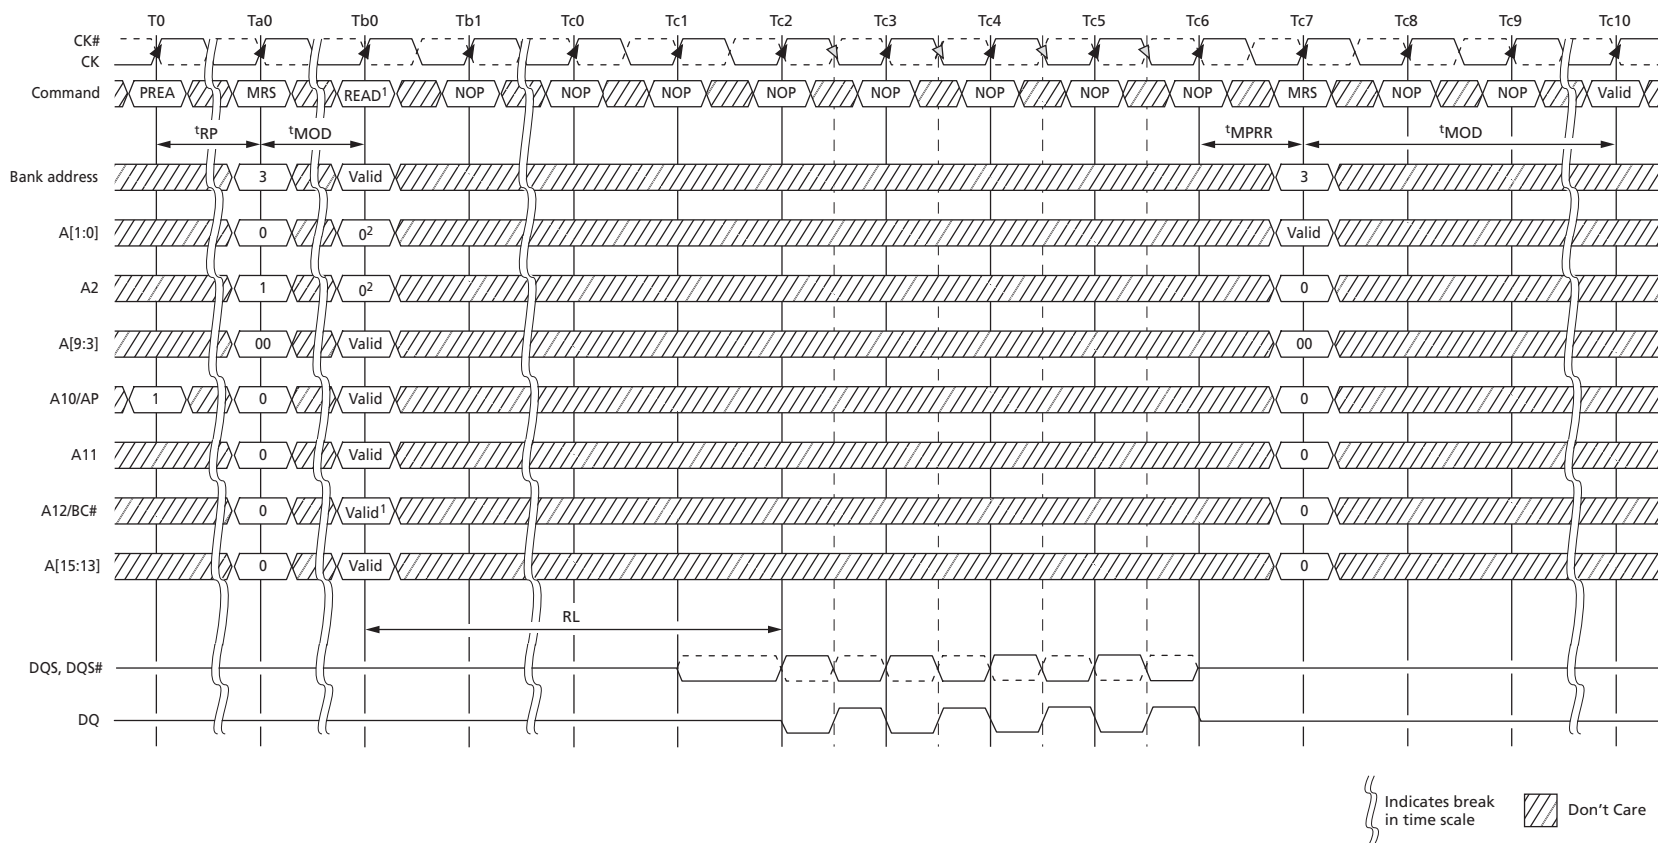 T0 Ta0 Tb0 Tb1 Tc0 Tc1 Tc2 Tc3 Tc4 Tc5 Tc6 Tc7 Tc8 Tc9 Tc10
CK#
CK
Command PREA MRS READ1 NOP NOP NOP NOP NOP NOP NOP NOP MRS NOP NOP Valid
tRP tMOD tMPRR tMOD
Bank address 3 Valid 3
A[1:0] 0 02 Valid
A2 1 02 0
A[9:3] 00 Valid 00
A10/AP 1 0 Valid 0
A11 0 Valid 0
A12/BC# 0 Valid1 0
A[15:13] 0 Valid 0
RL
DQS, DQS#
DQ
Indicates break
in time scale
Don't Care